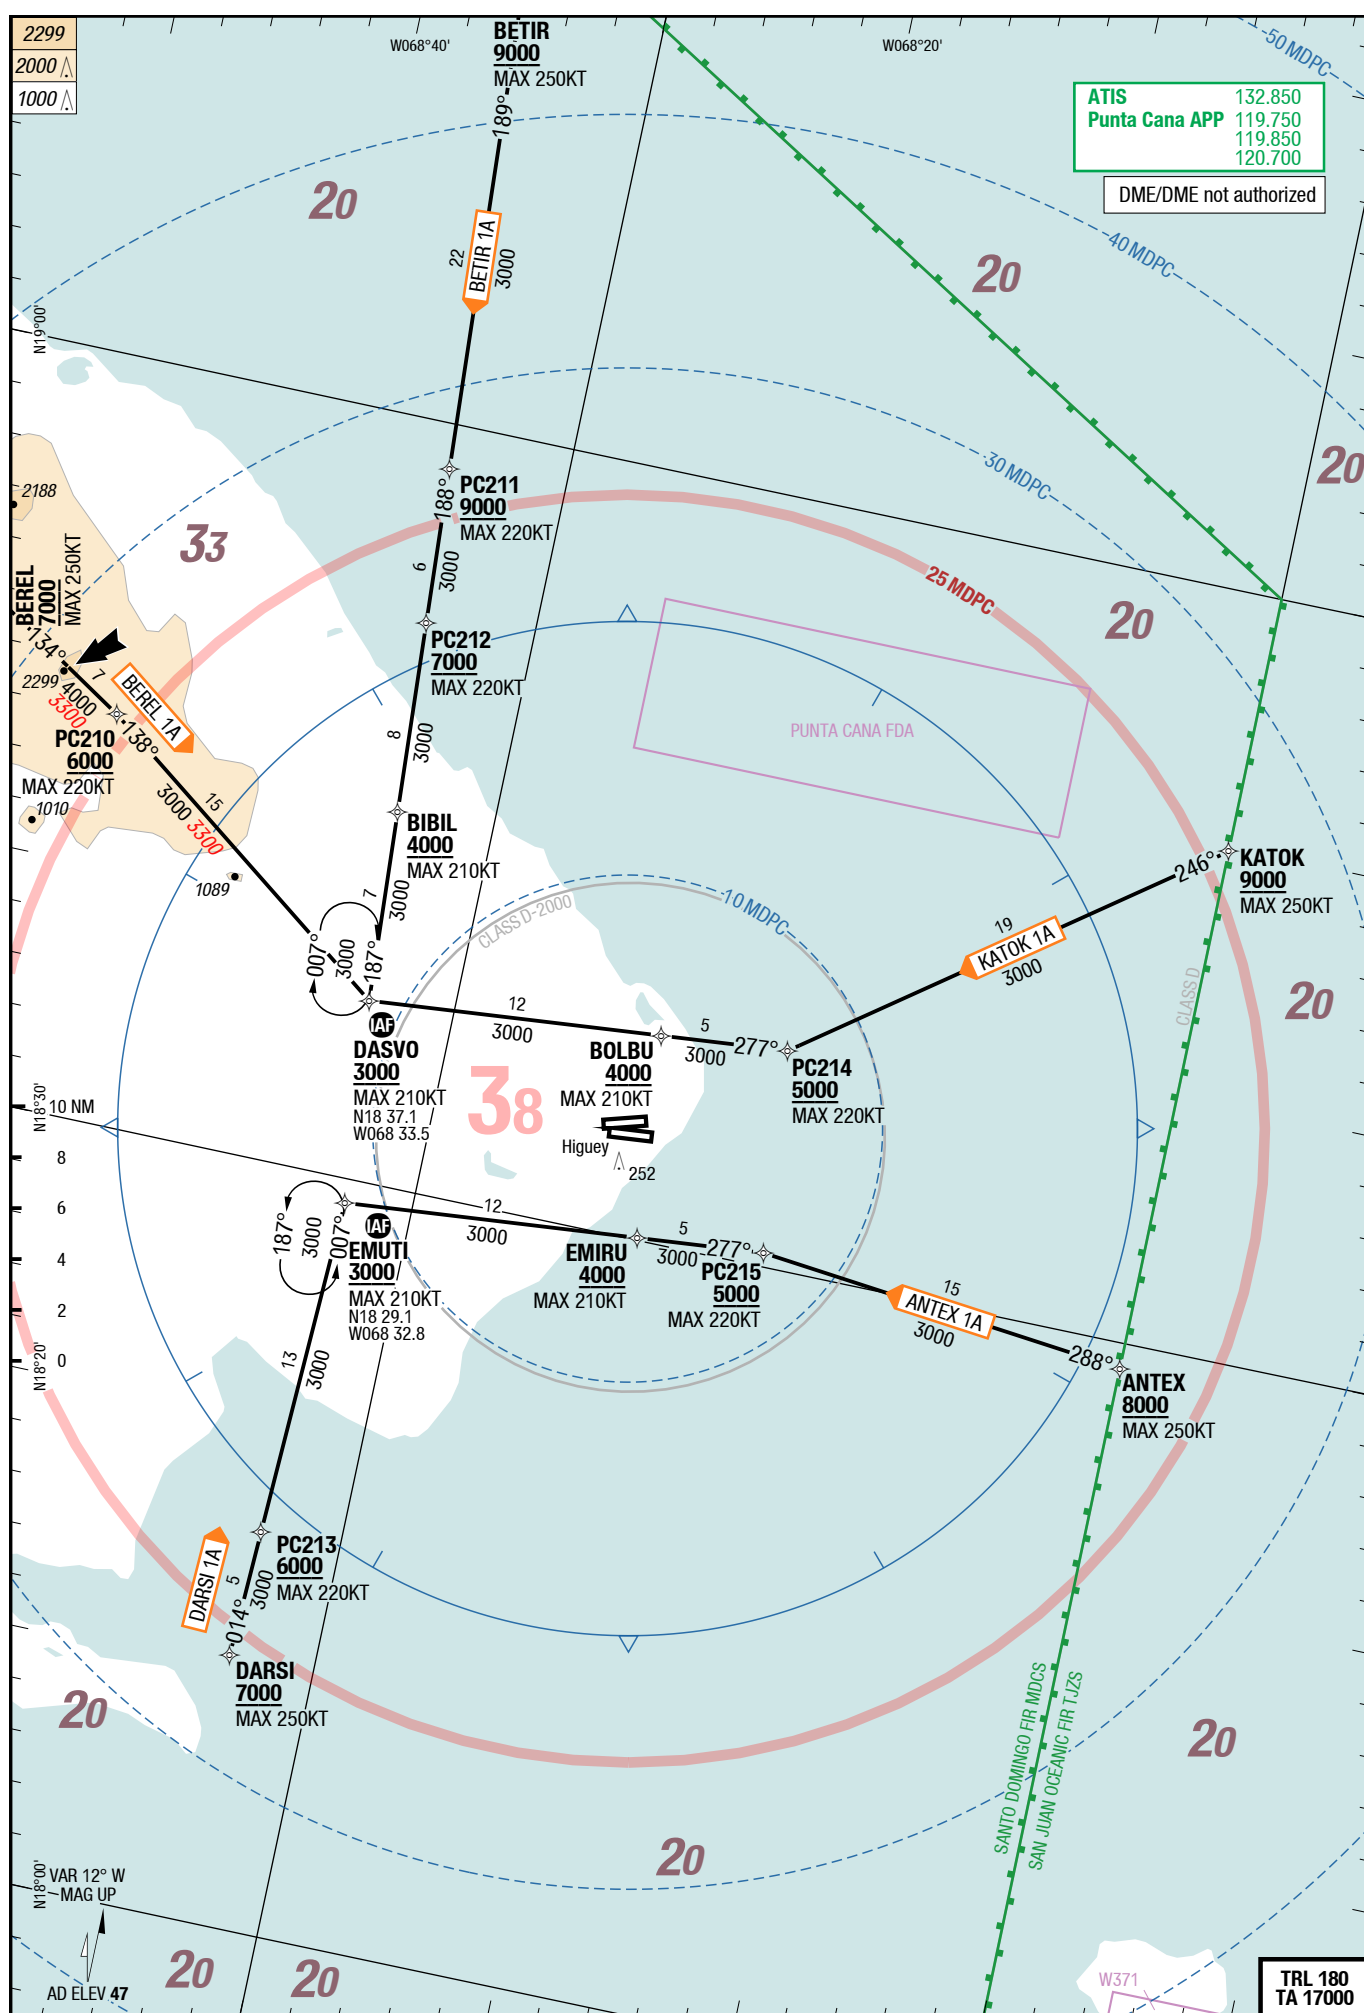 2299
2000
1000
W068°40'
BETIR
9000
MAX 250KT
189°
W068°20'
50 MDPC
ATIS 132.850
Punta Cana APP 119.750
119.850
120.700
DME/DME not authorized
20
22
BETIR 1A
3000
40 MDPC
20
N19°00'
30 MDPC
20
2188
33
PC211
9000
MAX 220KT
188°
6
3000
25 MDPC
20
BEREL
7000
MAX 250KT
134°
2299
7
4000
3300
BEREL 1A
PC210
6000
MAX 220KT
138°
15
3000
3300
1010
1089
PC212
7000
MAX 220KT
8
3000
PUNTA CANA FDA
BIBIL
4000
MAX 210KT
7
3000
187°
007°
3000
CLASS D-2000
10 MDPC
246°
KATOK
9000
MAX 250KT
19
KATOK 1A
3000
CLASS D
20
IAF
DASVO
3000
MAX 210KT
N18 37.1
W068 33.5
12
3000
BOLBU
4000
MAX 210KT
5
3000
277°
PC214
5000
MAX 220KT
38
Higuey
252
N18°30'
10 NM
8
6
4
2
0
N18°20'
187°
3000
007°
IAF
EMUTI
3000
MAX 210KT
N18 29.1
W068 32.8
12
3000
EMIRU
4000
MAX 210KT
5
3000
277°
PC215
5000
MAX 220KT
15
ANTEX 1A
3000
288°
ANTEX
8000
MAX 250KT
13
3000
PC213
6000
MAX 220KT
DARSI 1A
5
3000
014°
DARSI
7000
MAX 250KT
20
20
20
SANTO DOMINGO FIR MDCS
SAN JUAN OCEANIC FIR TJZS
N18°00'
VAR 12° W
MAG UP
AD ELEV 47
20
20
W371
TRL 180
TA 17000